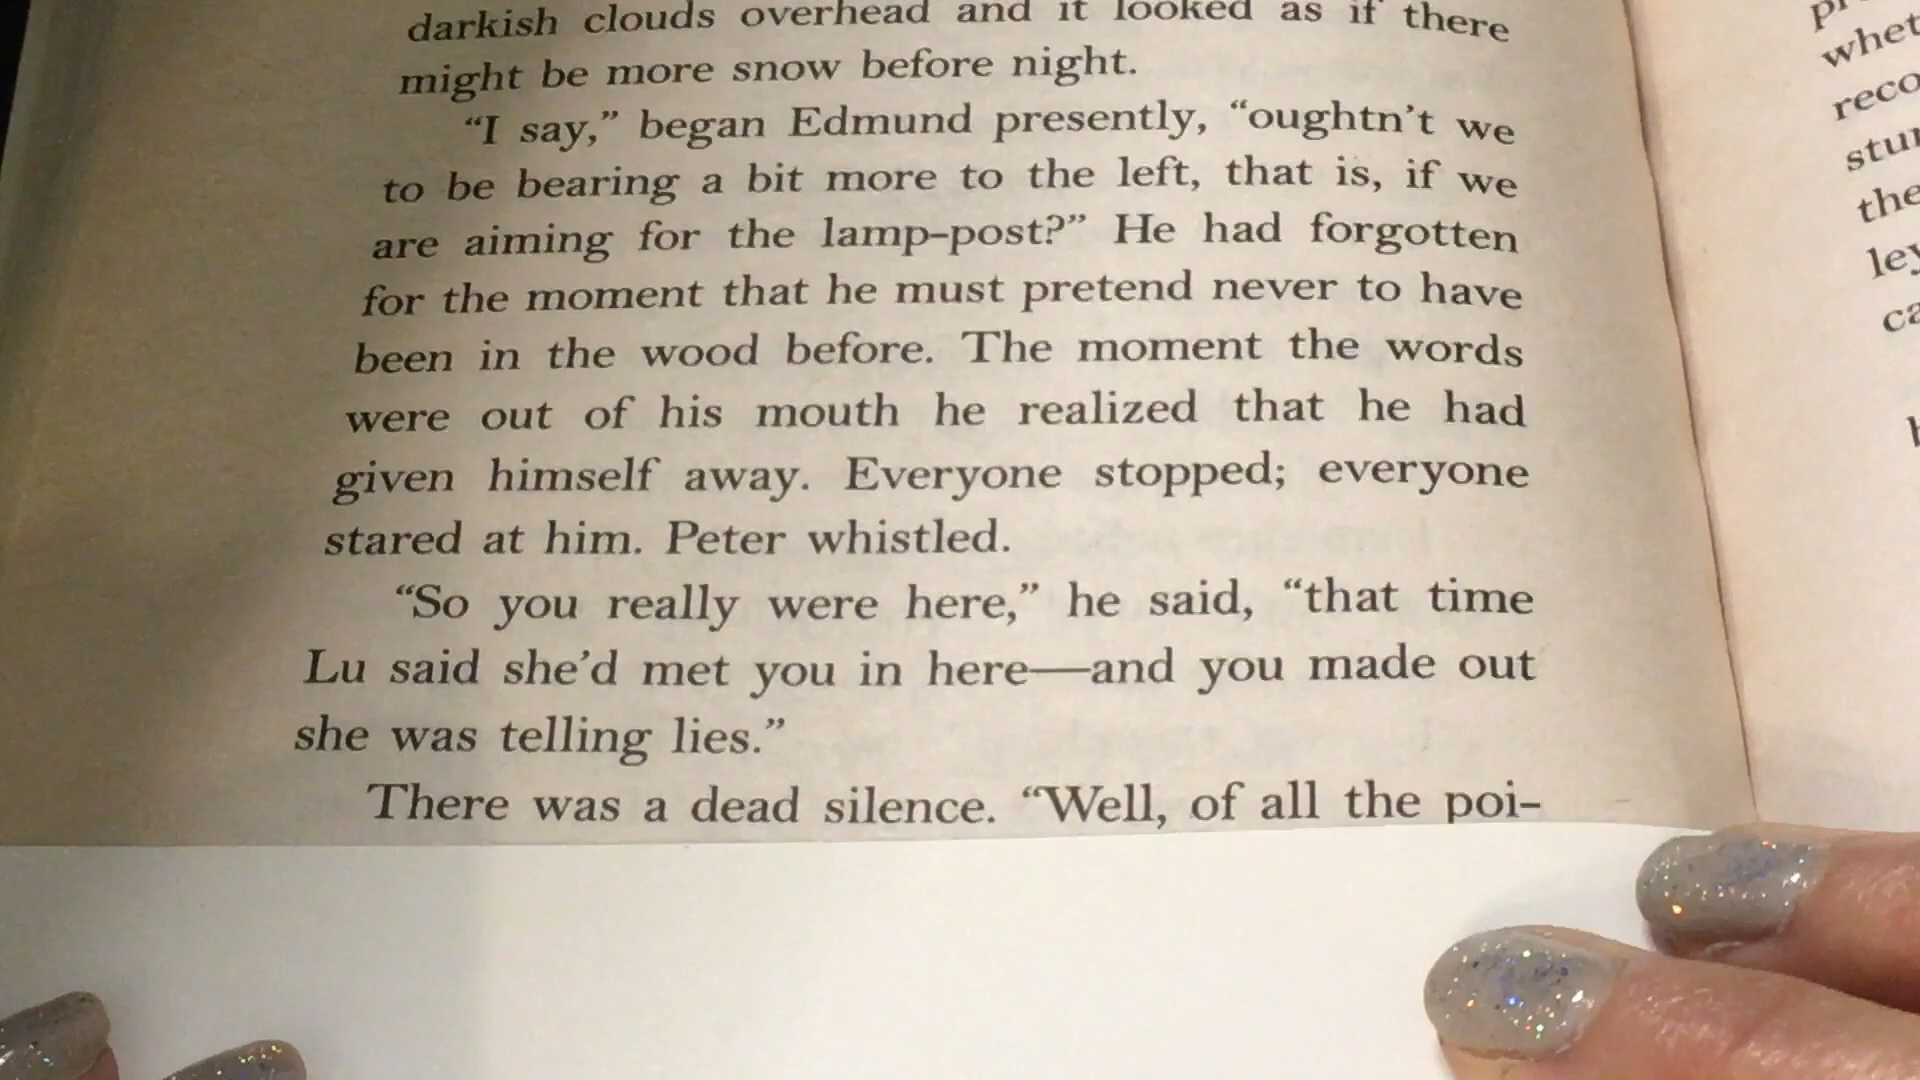 darkish clouds overhead and it looked as if there
might be more snow before night.
“I say,” began Edmund presently, “oughtn’t we
to be bearing a bit more to the left, that is, if we
are aiming for the lamp-post?” He had forgotten
for the moment that he must pretend never to have
been in the wood before. The moment the words
were out of his mouth he realized that he had
given himself away. Everyone stopped; everyone
stared at him. Peter whistled.
“So you really were here,” he said, “that time
Lu said she’d met you in here—and you made out
she was telling lies.”
There was a dead silence. “Well, of all the poi-
whet
reco
stu
the
ley
ca